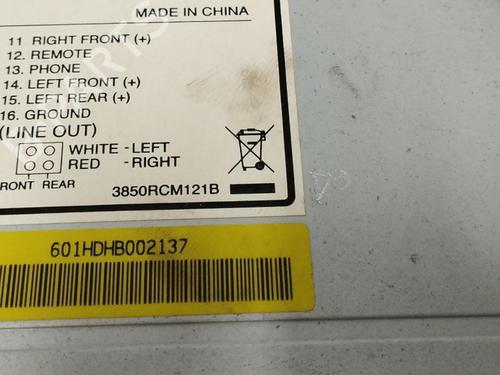 MADE IN CHINA
11 RIGHT FRONT (+)
12. REMOTE
13. PHONE
14. LEFT FRONT (+)
15. LEFT REAR (+)
16. GROUND
(LINE OUT)
WHITE -LEFT
RED -RIGHT
FRONT REAR
3850RCM121B
601HDHB002137